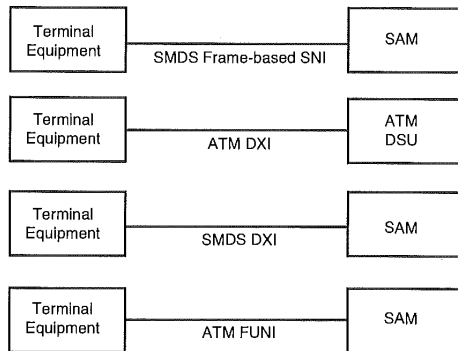 Terminal
Equipment
SMDS Frame-based SNI
SAM
Terminal
Equipment
ATM DXI
ATM
DSU
Terminal
Equipment
SMDS DXI
SAM
Terminal
Equipment
ATM FUNI
SAM